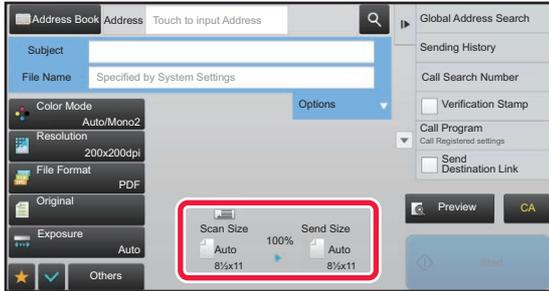 Address Book Address Touch to input Address
Subject
File Name Specified by System Settings
Options
Color Mode
Auto/Mono2
Resolution
200x200dpi
File Format
PDF
Original
Exposure
Auto
Others
Scan Size
Auto
8½x11
100%
Send Size
Auto
8½x11
Global Address Search
Sending History
Call Search Number
Verification Stamp
Call Program
Call Registered settings
Send
Destination Link
Preview
CA
Start